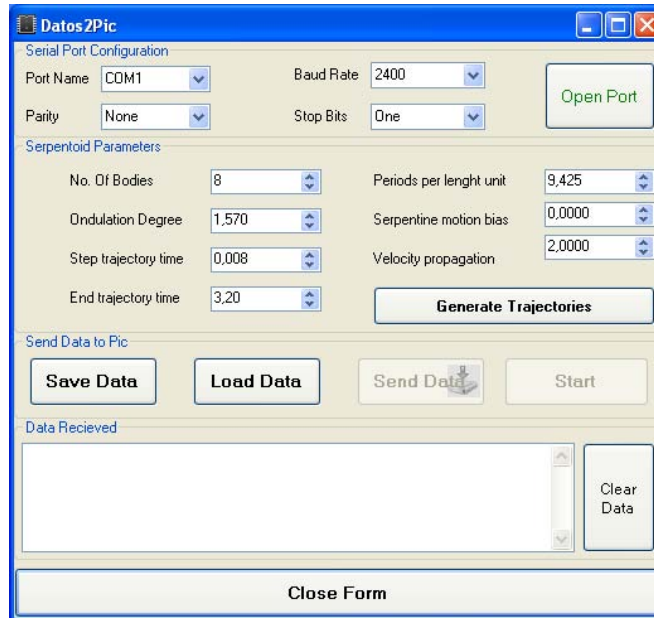 Datos2Pic
Serial Port Configuration
Port Name COM1 Baud Rate 2400
Open Port
Parity None Stop Bits One
Serpentoid Parameters
No. Of Bodies 8 Periods per lenght unit 9,425
Ondulation Degree 1,570 Serpentine motion bias 0,0000
Step trajectory time 0,008 Velocity propagation 2,0000
End trajectory time 3,20 Generate Trajectories
Send Data to Pic
Save Data Load Data Send Data Start
Data Recieved
Clear
Data
Close Form